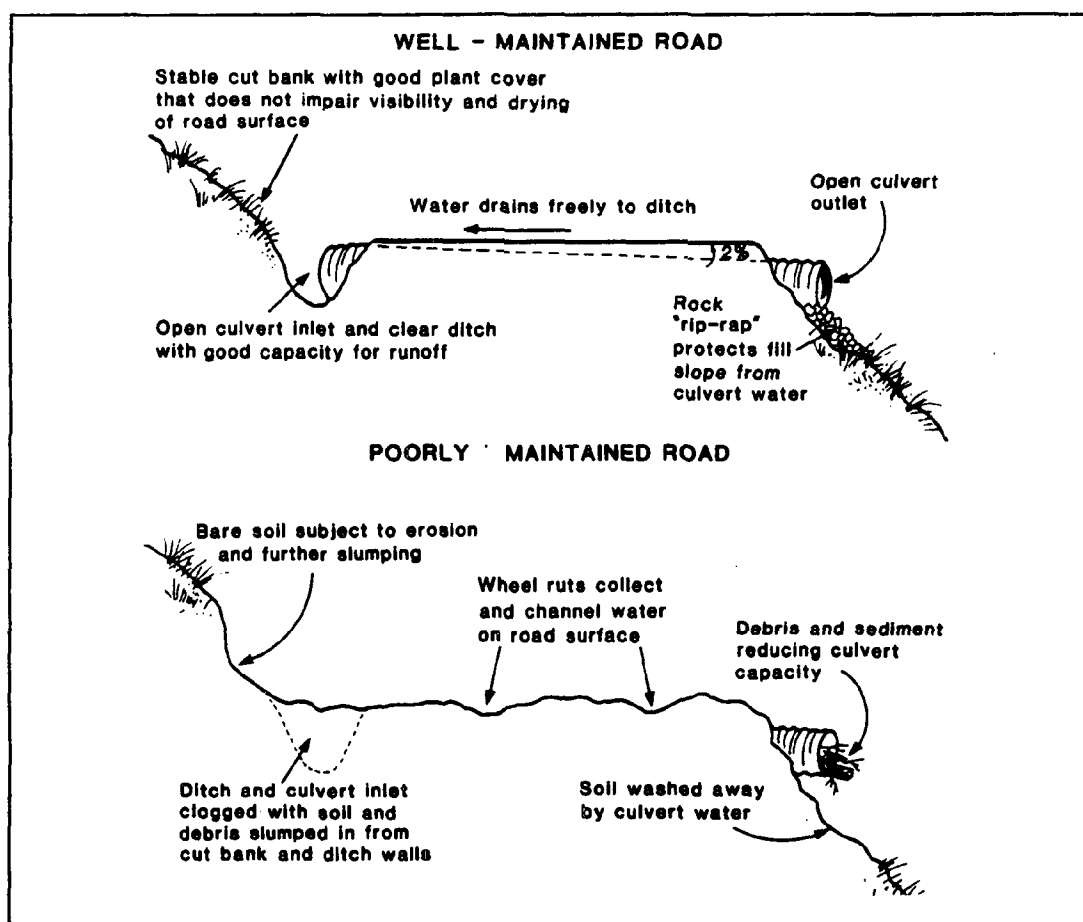 WELL - MAINTAINED ROAD
Stable cut bank with good plant cover
that does not impair visibility and drying
of road surface
Water drains freely to ditch
Open culvert
outlet
2%
Open culvert inlet and clear ditch
with good capacity for runoff
Rock
"rip-rap"
protects fill
slope from
culvert water
POORLY MAINTAINED ROAD
Bare soil subject to erosion
and further slumping
Wheel ruts collect
and channel water
on road surface
Debris and sediment
reducing culvert
capacity
Ditch and culvert inlet
clogged with soil and
debris slumped in from
cut bank and ditch walls
Soil washed away
by culvert water